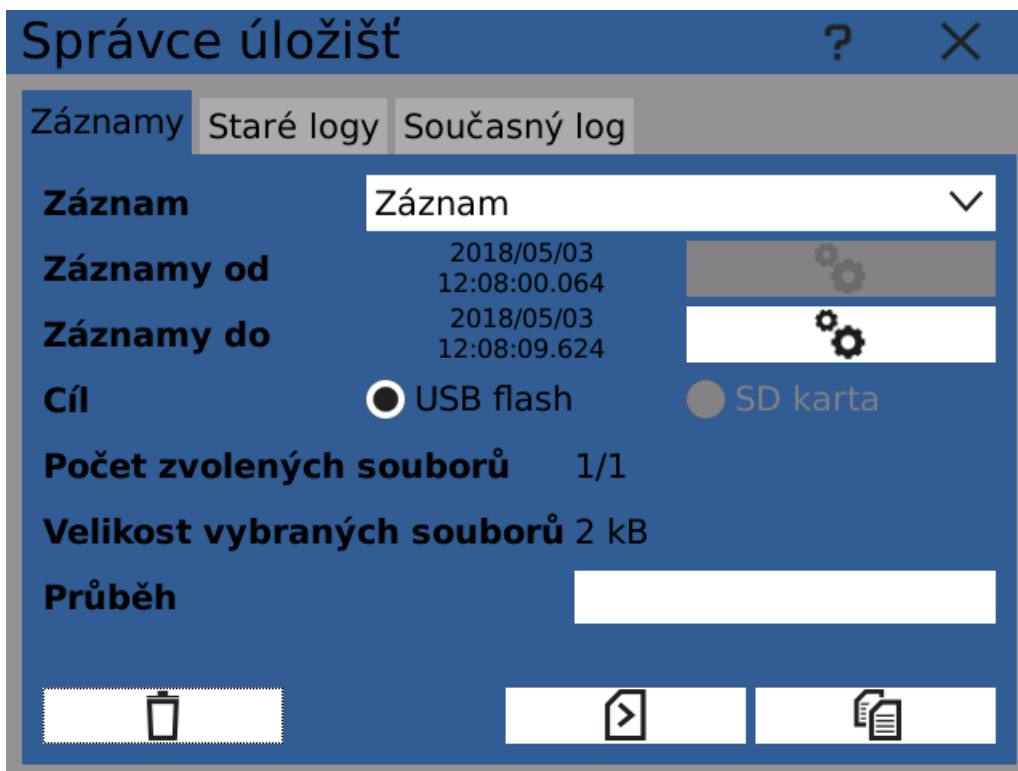 Správce úložišť ?
Záznamy Staré logy Současný log
Záznam Záznam
Záznamy od 2018/05/03
12:08:00.064
Záznamy do 2018/05/03
12:08:09.624
Cíl USB flash SD karta
Počet zvolených souborů 1/1
Velikost vybraných souborů 2 kB
Průběh